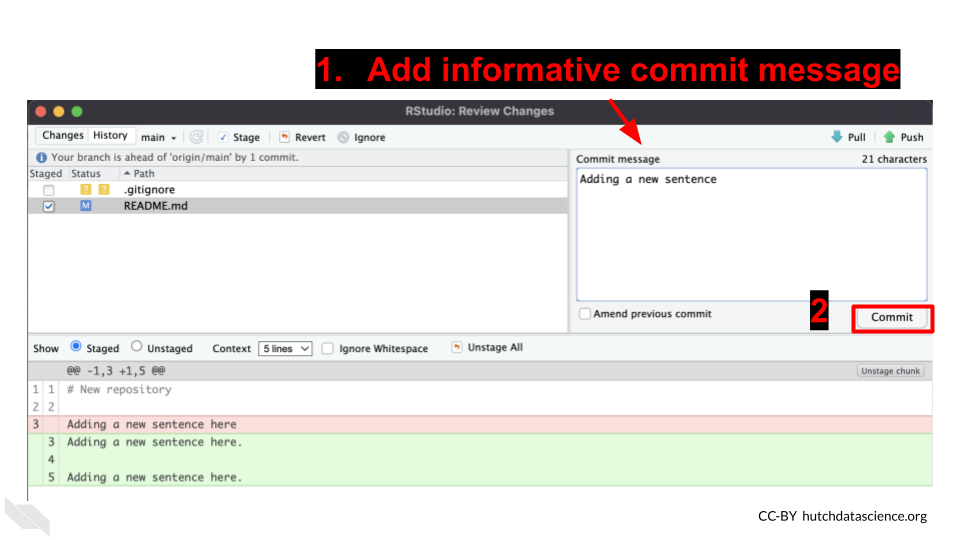 1. Add informative commit message
RStudio: Review Changes
Changes History main Stage Revert Ignore Pull Push
Your branch is ahead of 'origin/main' by 1 commit.
Commit message 21 characters
Staged Status Path
? ? .gitignore
M README.md
Adding a new sentence
Amend previous commit
2
Commit
Show Staged Unstaged Context 5 lines Ignore Whitespace Unstage All
@@ -1,3 +1,5 @@ Unstage chunk
1 1 # New repository
2 2
3 Adding a new sentence here
3 Adding a new sentence here.
4
5 Adding a new sentence here.
CC-BY hutchdatascience.org